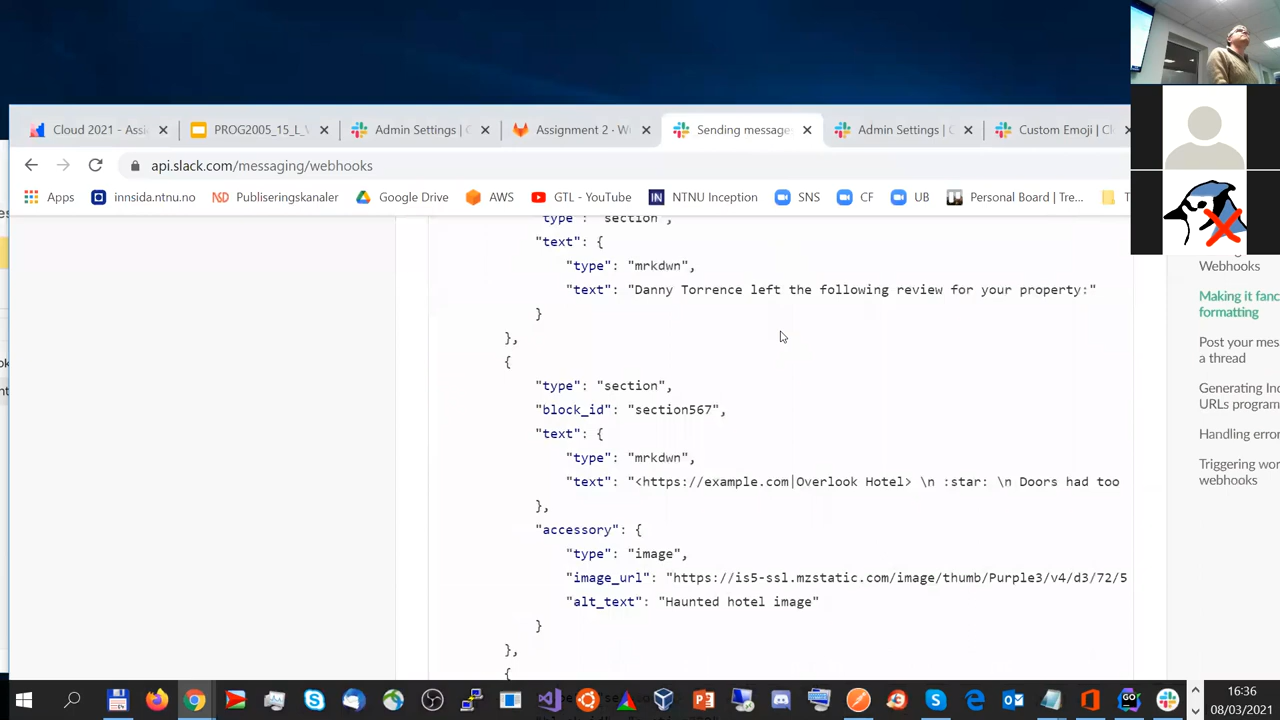 Cloud 2021 - Ass
PROG2005_15_L_
AdminSettings |
Assignment 2 · W
Sending message
Admin Settings |
Custom Emoji |
api.slack.com/messaging/webhooks
Apps
innsida.ntnu.no
Publiseringskanaler
Google Drive
AWS
GTL - YouTube
NTNU Inception
SNS
CF
UB
Personal Board | Tre...
"type": "section",
"text": {
"type": "mrkdwn",
"text": "Danny Torrence left the following review for your property:"
}
},
{
"type": "section",
"block_id": "section567",
"text": {
"type": "mrkdwn",
"text": "<https://example.com|Overlook Hotel> \n :star: \n Doors had too
},
"accessory": {
"type": "image",
"image_url": "https://is5-ssl.mzstatic.com/image/thumb/Purple3/v4/d3/72/5
"alt_text": "Haunted hotel image"
}
},
{
Webhooks
Making it fanc
formatting
Post your mes
a thread
Generating Inc
URLs program
Handling error
Triggering wor
webhooks
16:36
08/03/2021